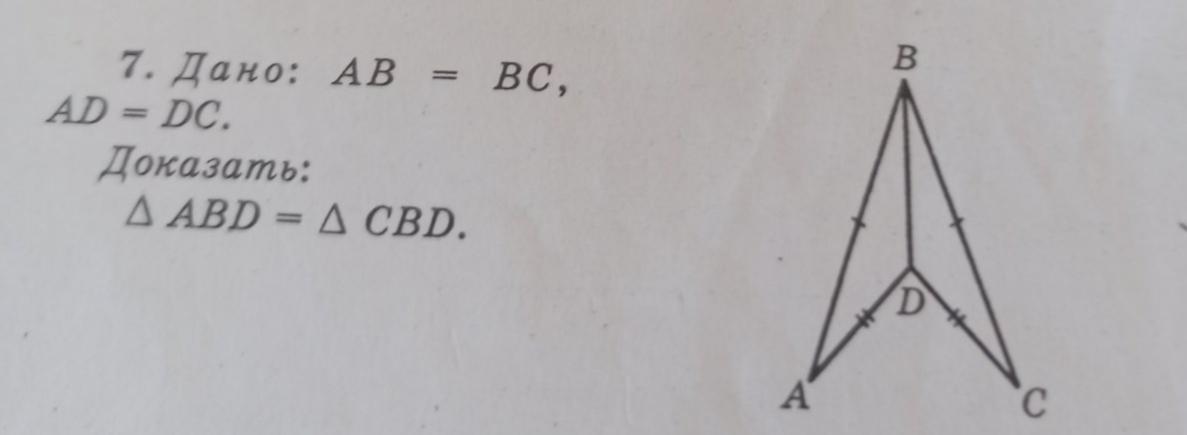 7. Дано: AB = BC,
AD = DC.
Доказать:
△ ABD = △ CBD.
B
D
A
C